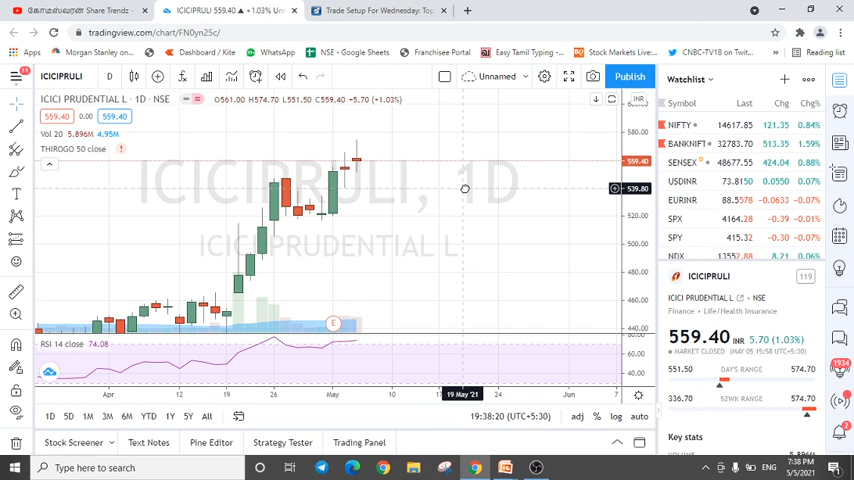 கோடீஸ்வரன் Share Trendz -
ICICIPRULI 559.40 ▲ +1.03% Un
Trade Setup For Wednesday: Top
tradingview.com/chart/FN0yn25c/
Apps
Morgan Stanley on...
Dashboard / Kite
WhatsApp
NSE - Google Sheets
Franchisee Portal
Easy Tamil Typing -...
Stock Markets Live...
CNBC-TV18 on "Twit...
Reading list
11
ICICIPRULI
D
Unnamed
Publish
ICICI PRUDENTIAL L · 1D · NSE
O561.00 H574.70 L551.50 C559.40 +5.70 (+1.03%)
559.40 0.00 559.40
Vol 20 5.896M 4.95M
THIROGO 50 close
ICICIPRULI, 1D
ICICI PRUDENTIAL L
INR
580.00
559.40
539.80
520.00
500.00
480.00
460.00
440.00
E
RSI 14 close 74.08
80.00
60.00
40.00
Apr 12 19 26 May 10 19 May '21 24 Jun 7
1D 5D 1M 3M 6M YTD 1Y 5Y All
19:38:20 (UTC+5:30)
adj % log auto
Stock Screener
Text Notes
Pine Editor
Strategy Tester
Trading Panel
Watchlist
Symbol Last Chg Chg%
NIFTY 14617.85 121.35 0.84%
BANKNIFT 32783.70 513.35 1.59%
SENSEX 48677.55 424.04 0.88%
USDINR 73.8150 0.0550 0.07%
EURINR 88.5578 -0.0633 -0.07%
SPX 4164.28 -0.39 -0.01%
SPY 415.32 -0.30 -0.07%
NDX 13552.88 8.21 0.06%
ICICIPRULI
119
ICICI PRUDENTIAL L · NSE
Finance · Life/Health Insurance
559.40 INR 5.70 (1.03%)
MARKET CLOSED (MAY 05 15:58 UTC+5:30)
551.50 DAY'S RANGE 574.70
336.70 52WK RANGE 574.70
Key stats
1934
2
Type here to search
ENG
7:38 PM
5/5/2021
1